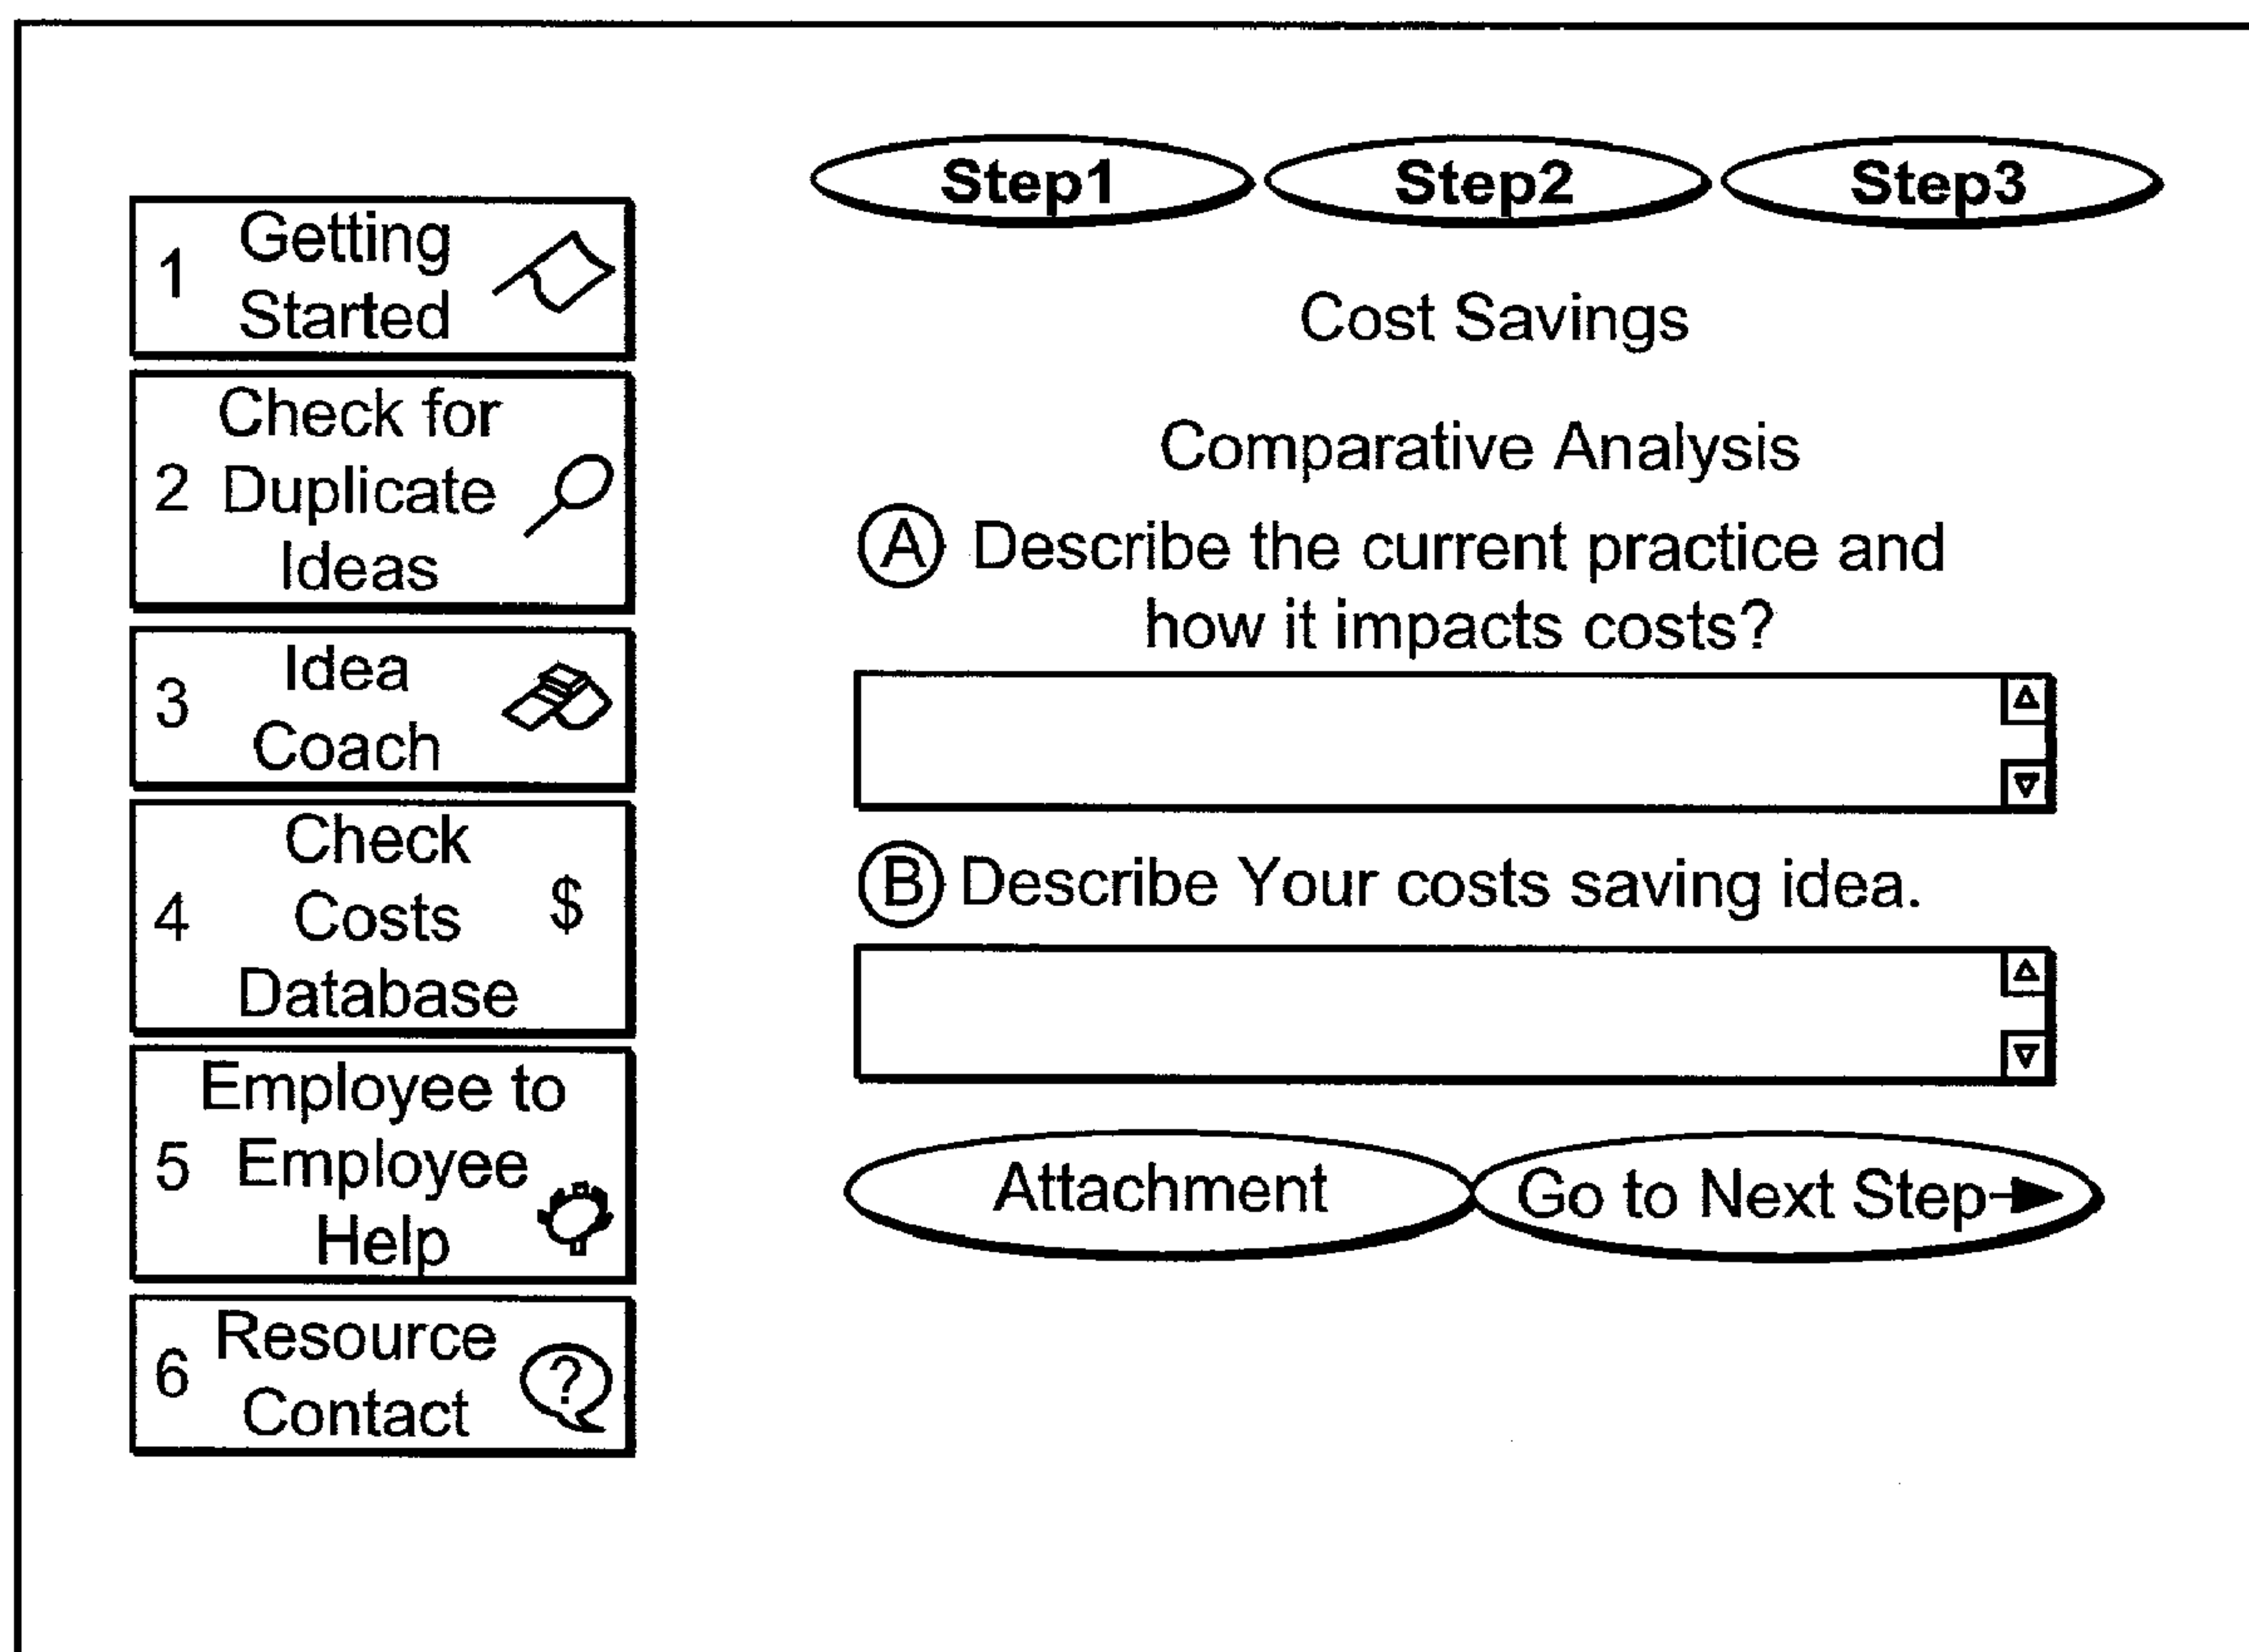 1 Getting
Started
Check for
2 Duplicate
Ideas
3 Idea
Coach
Check
4 Costs $
Database
Employee to
5 Employee
Help
6 Resource ?
Contact
Step1 Step2 Step3
Cost Savings
Comparative Analysis
A Describe the current practice and
how it impacts costs?
B Describe Your costs saving idea.
Attachment Go to Next Step